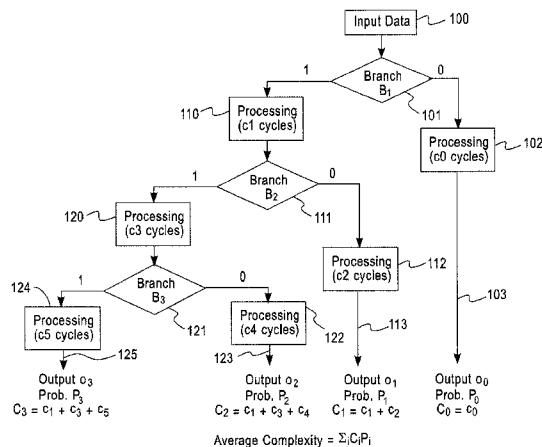 Input Data
100
1
Branch
B1
0
101
110
Processing
(c1 cycles)
Processing
(c0 cycles)
102
1
Branch
B2
0
111
120
Processing
(c3 cycles)
Processing
(c2 cycles)
112
124
1
Branch
B3
0
121
103
Processing
(c5 cycles)
Processing
(c4 cycles)
122
113
125
123
Output o3
Prob. P3
C3 = c1 + c3 + c5
Output o2
Prob. P2
C2 = c1 + c3 + c4
Output o1
Prob. P1
C1 = c1 + c2
Output o0
Prob. P0
C0 = c0
Average Complexity = ΣiCiPi